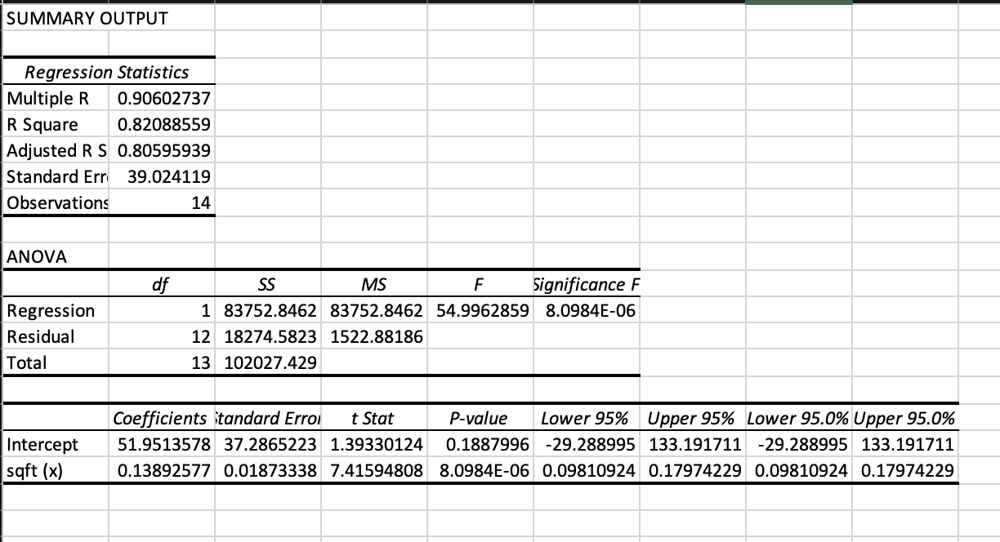 SUMMARY OUTPUT
Regression Statistics
Multiple R 0.90602737
R Square 0.82088559
Adjusted R S 0.80595939
Standard Err 39.024119
Observations 14
ANOVA
df SS MS F Significance F
Regression 1 83752.8462 83752.8462 54.9962859 8.0984E-06
Residual 12 18274.5823 1522.88186
Total 13 102027.429
Coefficients Standard Error t Stat P-value Lower 95% Upper 95% Lower 95.0% Upper 95.0%
Intercept 51.9513578 37.2865223 1.39330124 0.1887996 -29.288995 133.191711 -29.288995 133.191711
sqft (x) 0.13892577 0.01873338 7.41594808 8.0984E-06 0.09810924 0.17974229 0.09810924 0.17974229